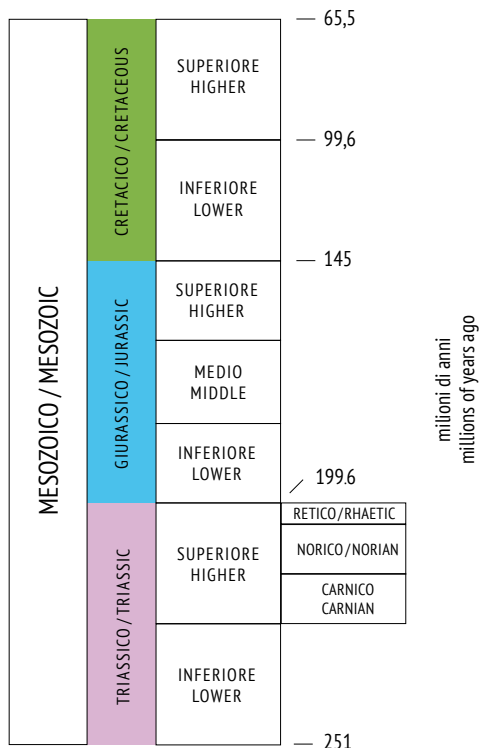 MESOZOICO / MESOZOIC
CRETACICO / CRETACEOUS
SUPERIORE
HIGHER
65,5
99,6
INFERIORE
LOWER
145
GIURASSICO / JURASSIC
SUPERIORE
HIGHER
MEDIO
MIDDLE
INFERIORE
LOWER
199.6
TRIASSICO / TRIASSIC
SUPERIORE
HIGHER
RETICO/RHAETIC
NORICO/NORIAN
CARNICO
CARNIAN
INFERIORE
LOWER
251
milioni di anni
millions of years ago